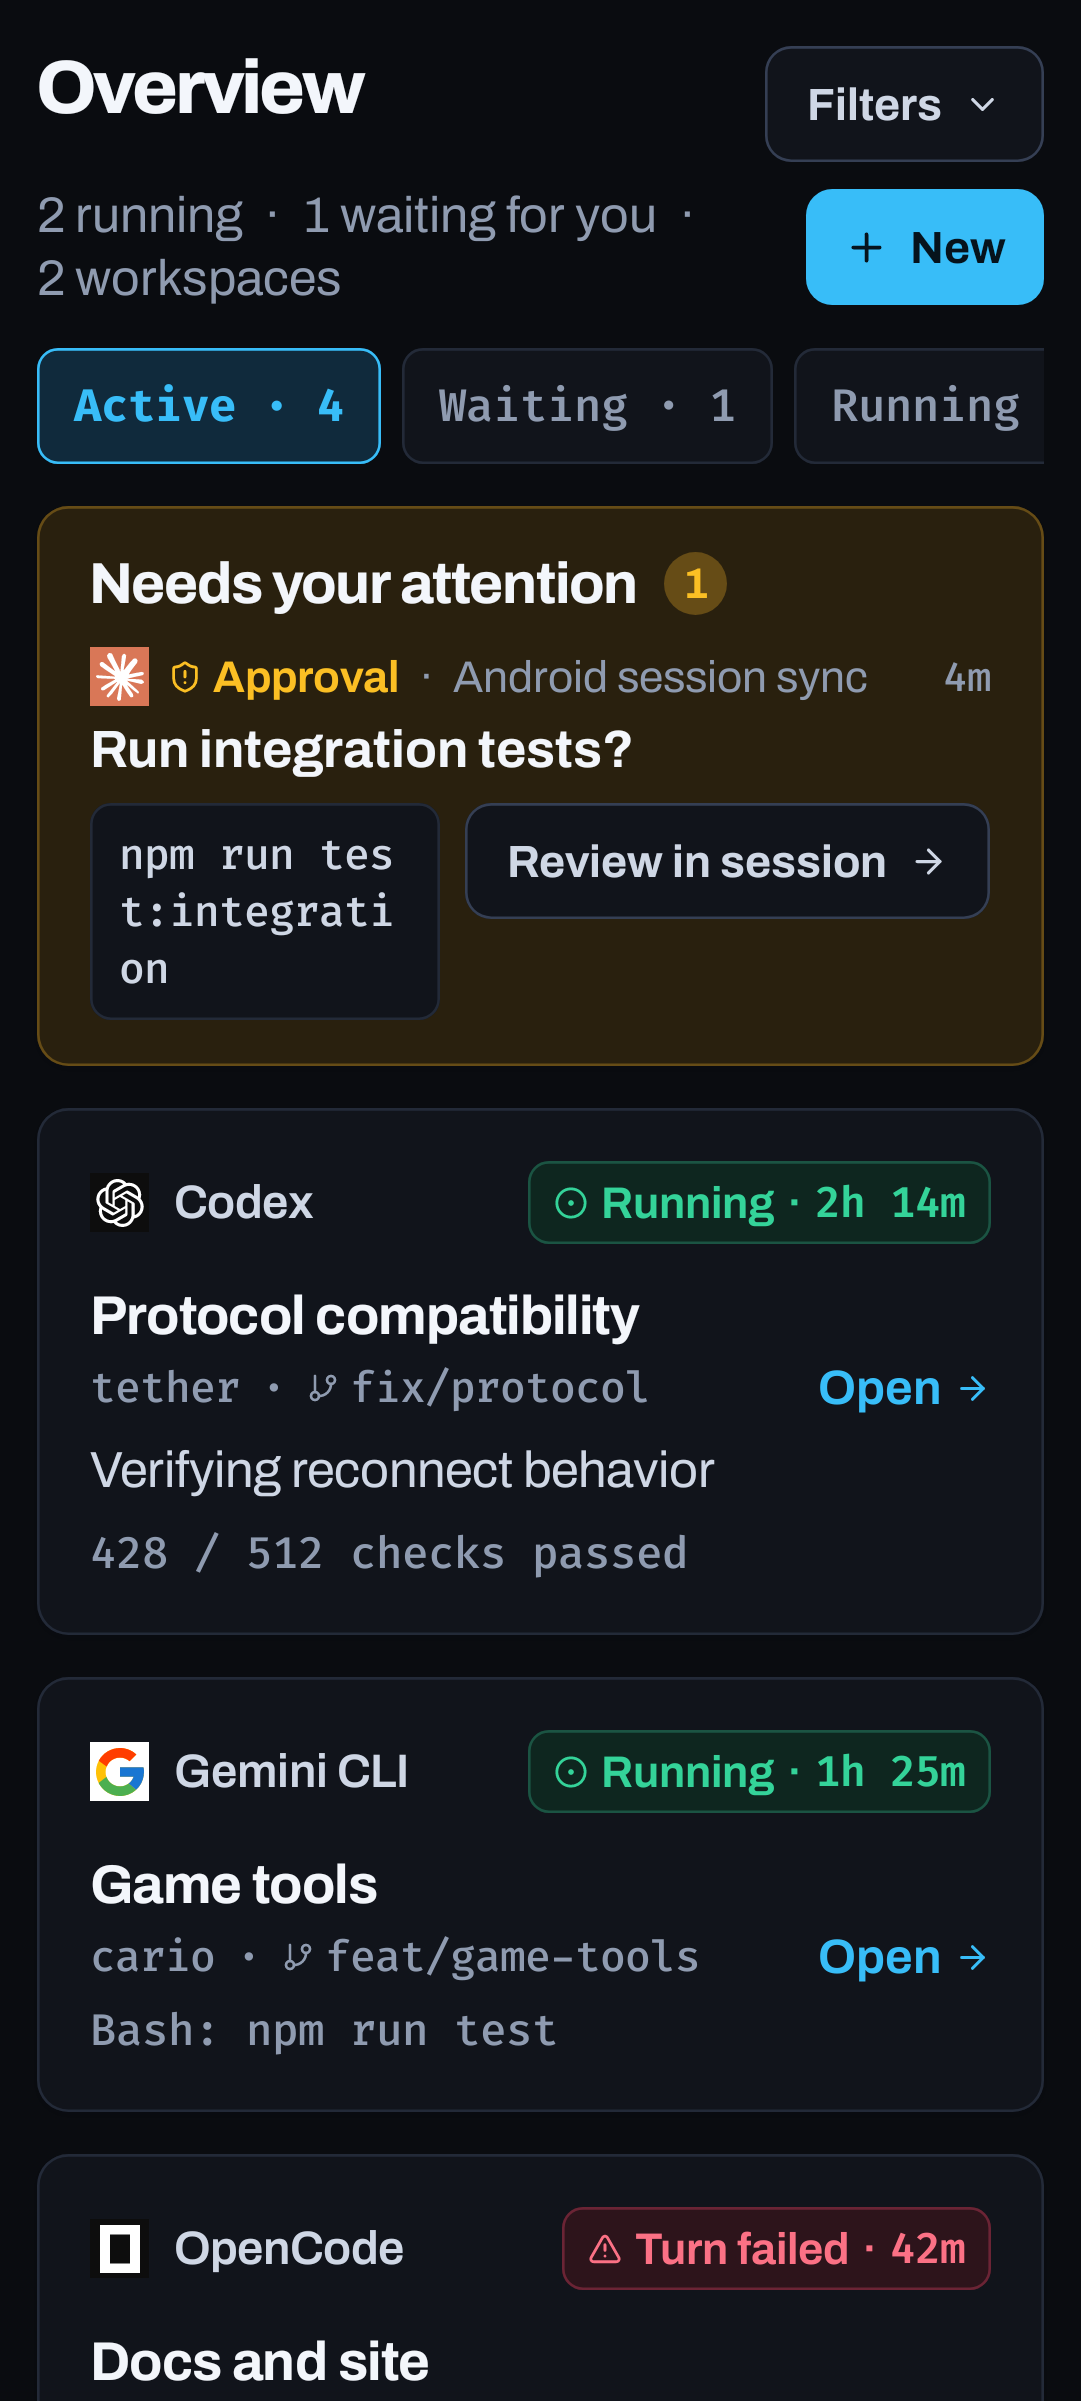 Overview
Filters
2 running · 1 waiting for you ·
2 workspaces
New
Active · 4
Waiting · 1
Running
Needs your attention 1
Approval · Android session sync 4m
Run integration tests?
npm run tes
t:integrati
on
Review in session →
Codex
Running · 2h 14m
Protocol compatibility
tether · fix/protocol
Open →
Verifying reconnect behavior
428 / 512 checks passed
Gemini CLI
Running · 1h 25m
Game tools
cario · feat/game-tools
Open →
Bash: npm run test
OpenCode
Turn failed · 42m
Docs and site